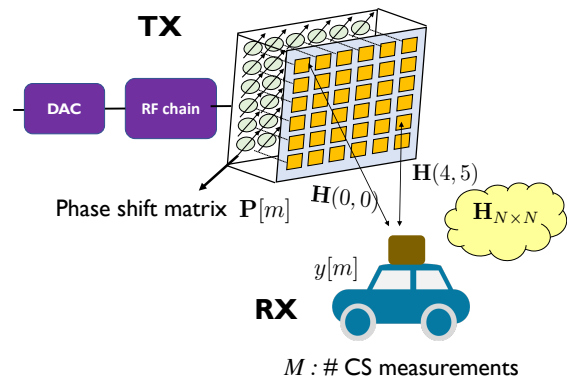 TX
DAC
RF chain
H(0, 0)
H(4, 5)
Phase shift matrix P[m]
H_{N×N}
y[m]
RX
M : # CS measurements